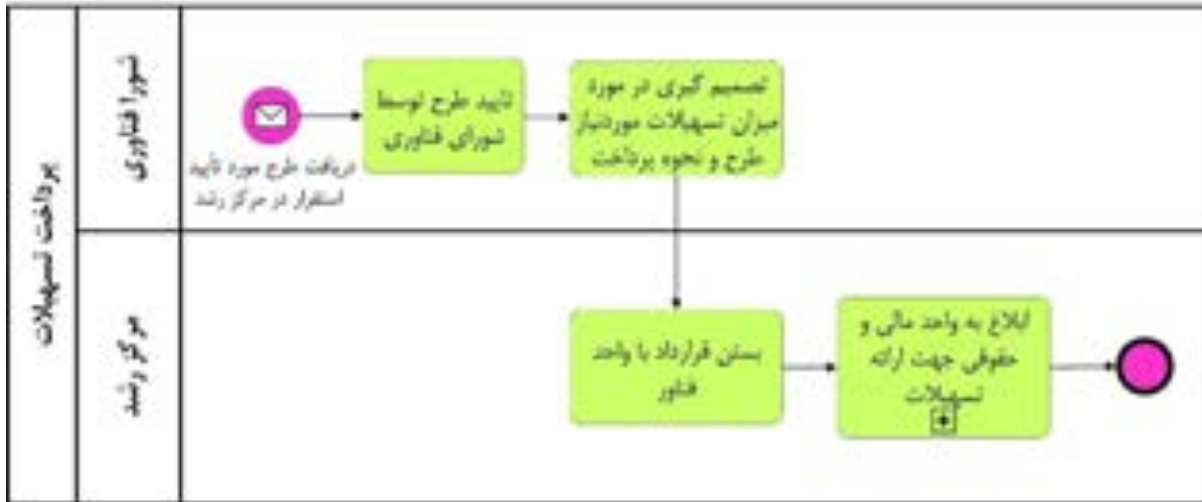 پرداخت تسهیلات
شورا فناوری
دریافت طرح مورد تأیید
استقرار در مرکز رشد
تایید طرح توسط
شورای فناوری
تصمیم گیری در مورد
میزان تسهیلات موردنیاز
طرح و نحوه پرداخت
مرکز رشد
بستن قرارداد با واحد
فناور
ابلاغ به واحد مالی و
حقوقی جهت ارائه
تسهیلات